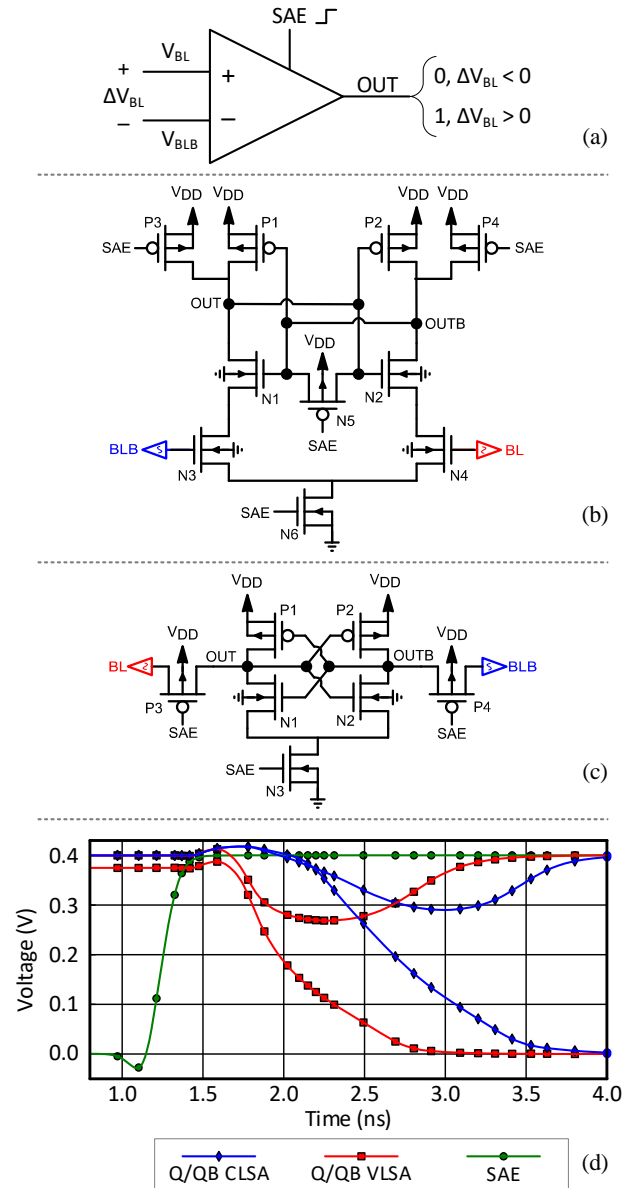 SAE
V_BL
+
ΔV_BL
−
V_BLB
+
−
OUT
0, ΔV_BL < 0
1, ΔV_BL > 0
(a)
V_DD V_DD V_DD V_DD
P3 P1 P2 P4
SAE SAE
OUT
OUTB
V_DD
N1 N5 N2
SAE
BLB BL
N3 N4
SAE
N6
(b)
V_DD V_DD
P1 P2
V_DD OUT OUTB V_DD
BL BLB
P3 N1 N2 P4
SAE SAE
SAE
N3
(c)
0.4
0.3
0.2
0.1
0.0
Voltage (V)
1.0 1.5 2.0 2.5 3.0 3.5 4.0
Time (ns)
Q/QB CLSA Q/QB VLSA SAE
(d)